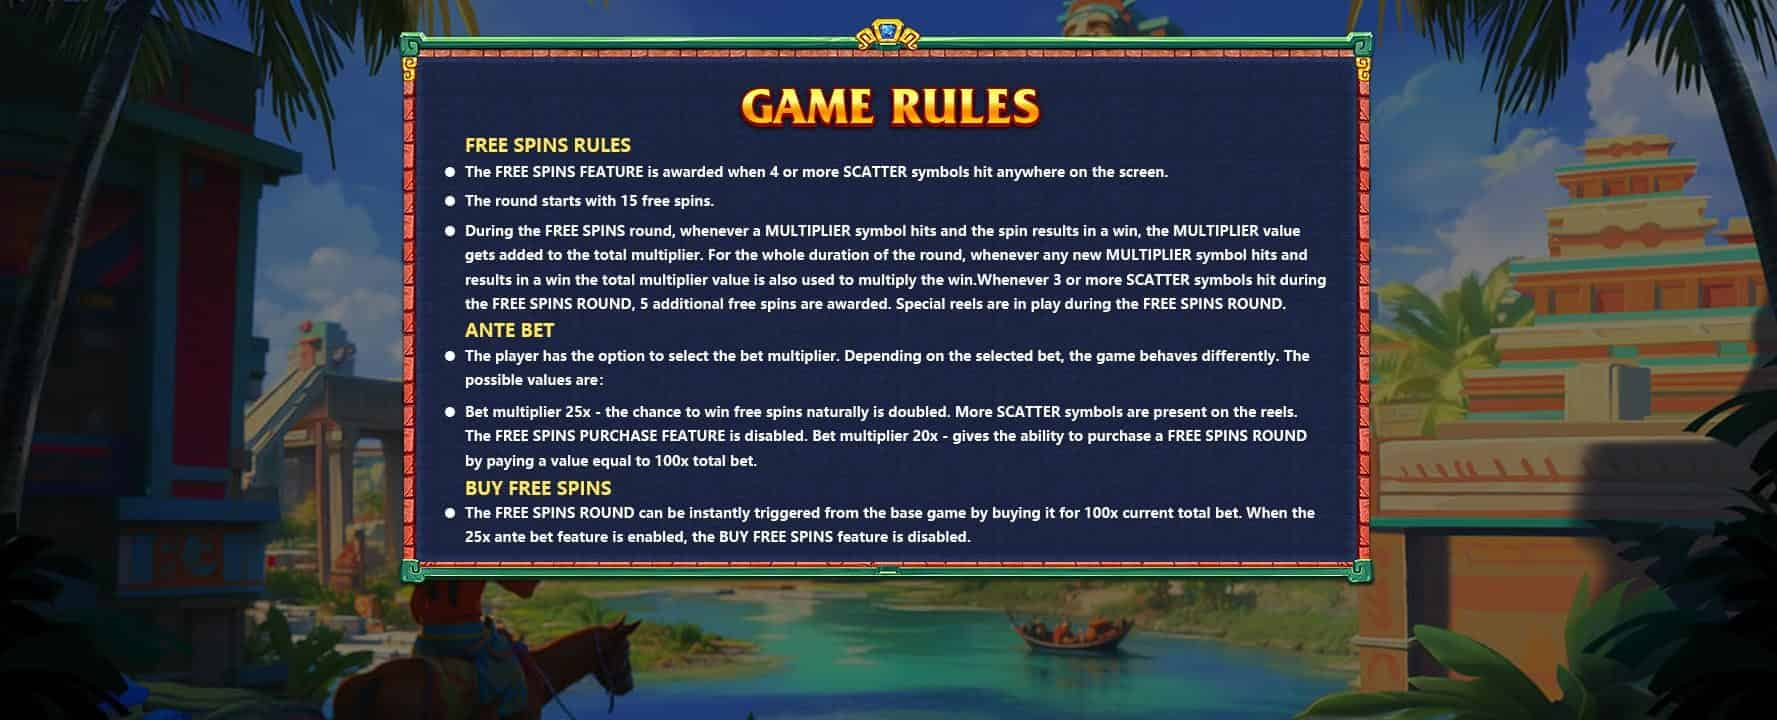 GAME RULES
FREE SPINS RULES
● The FREE SPINS FEATURE is awarded when 4 or more SCATTER symbols hit anywhere on the screen.
● The round starts with 15 free spins.
● During the FREE SPINS round, whenever a MULTIPLIER symbol hits and the spin results in a win, the MULTIPLIER value
gets added to the total multiplier. For the whole duration of the round, whenever any new MULTIPLIER symbol hits and
results in a win the total multiplier value is also used to multiply the win.Whenever 3 or more SCATTER symbols hit during
the FREE SPINS ROUND, 5 additional free spins are awarded. Special reels are in play during the FREE SPINS ROUND.
ANTE BET
● The player has the option to select the bet multiplier. Depending on the selected bet, the game behaves differently. The
possible values are:
● Bet multiplier 25x - the chance to win free spins naturally is doubled. More SCATTER symbols are present on the reels.
The FREE SPINS PURCHASE FEATURE is disabled. Bet multiplier 20x - gives the ability to purchase a FREE SPINS ROUND
by paying a value equal to 100x total bet.
BUY FREE SPINS
● The FREE SPINS ROUND can be instantly triggered from the base game by buying it for 100x current total bet. When the
25x ante bet feature is enabled, the BUY FREE SPINS feature is disabled.